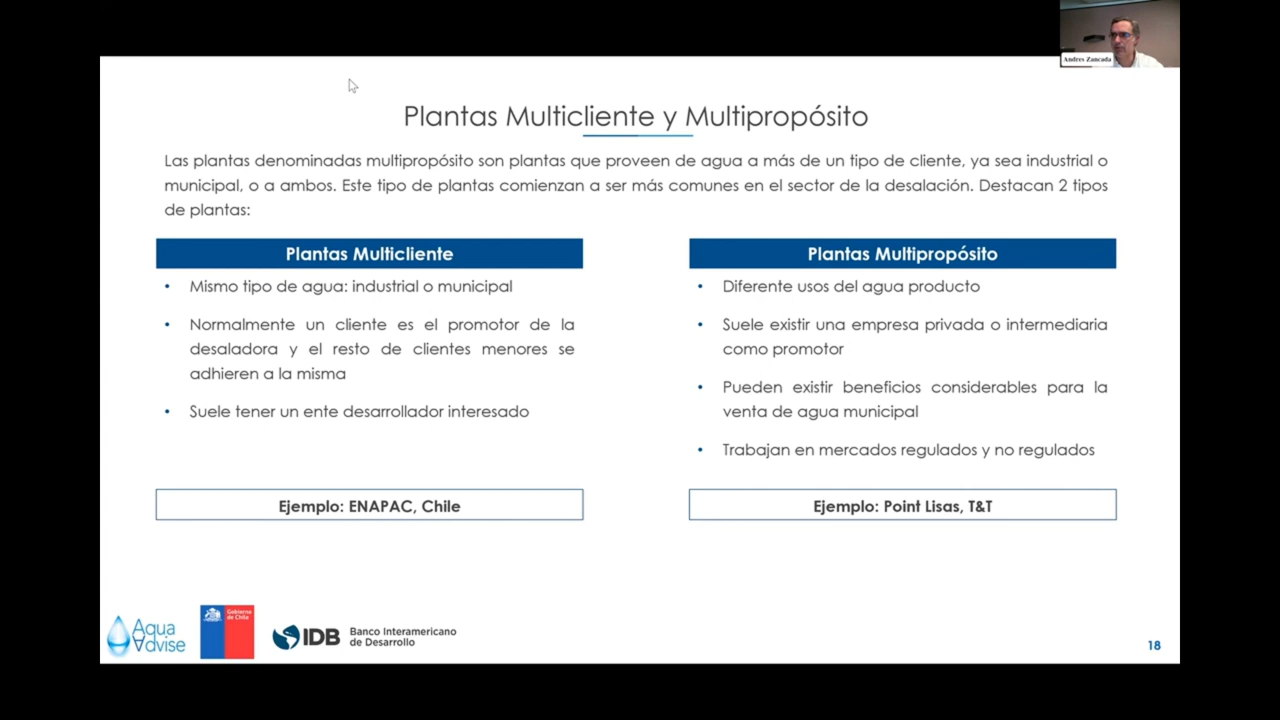 Andres Zancada
Plantas Multicliente y Multipropósito
Las plantas denominadas multipropósito son plantas que proveen de agua a más de un tipo de cliente, ya sea industrial o
municipal, o a ambos. Este tipo de plantas comienzan a ser más comunes en el sector de la desalación. Destacan 2 tipos
de plantas:
Plantas Multicliente
• Mismo tipo de agua: industrial o municipal
• Normalmente un cliente es el promotor de la
desaladora y el resto de clientes menores se
adhieren a la misma
• Suele tener un ente desarrollador interesado
Ejemplo: ENAPAC, Chile
Plantas Multipropósito
• Diferente usos del agua producto
• Suele existir una empresa privada o intermediaria
como promotor
• Pueden existir beneficios considerables para la
venta de agua municipal
• Trabajan en mercados regulados y no regulados
Ejemplo: Point Lisas, T&T
Aqua
Advise
Gobierno
de Chile
IDB
Banco Interamericano
de Desarrollo
18